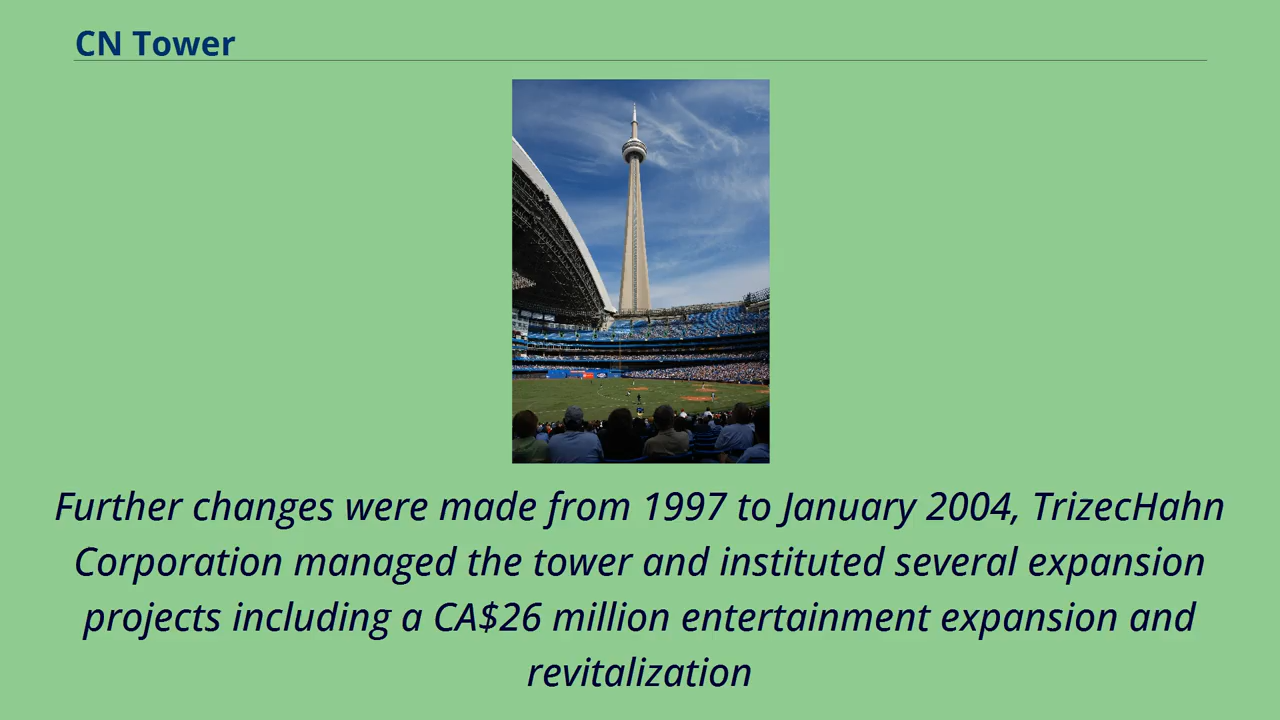 CN Tower
Further changes were made from 1997 to January 2004, TrizecHahn
Corporation managed the tower and instituted several expansion
projects including a CA$26 million entertainment expansion and
revitalization